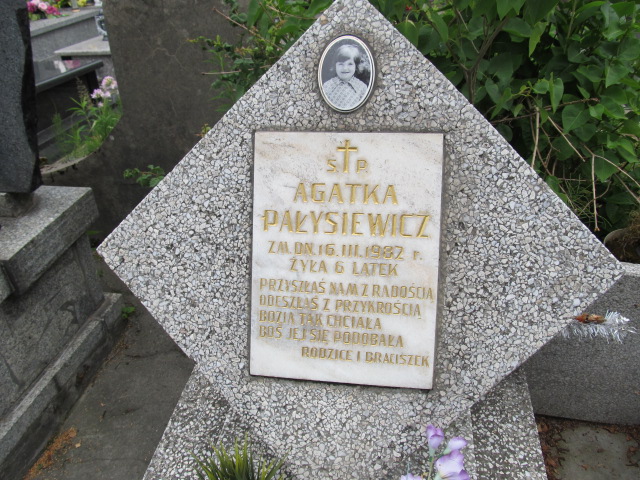 Ś. P.
AGATKA
PAŁYSIEWICZ
ZM. DN. 16. III. 1982 r.
ŻYŁA 6 LATEK
PRZYSZŁAŚ NAM Z RADOŚCIĄ
ODESZŁAŚ Z PRZYKROŚCIĄ
BOZIA TAK CHCIAŁA
BOŚ JEJ SIĘ PODOBAŁA
RODZICE I BRACISZEK